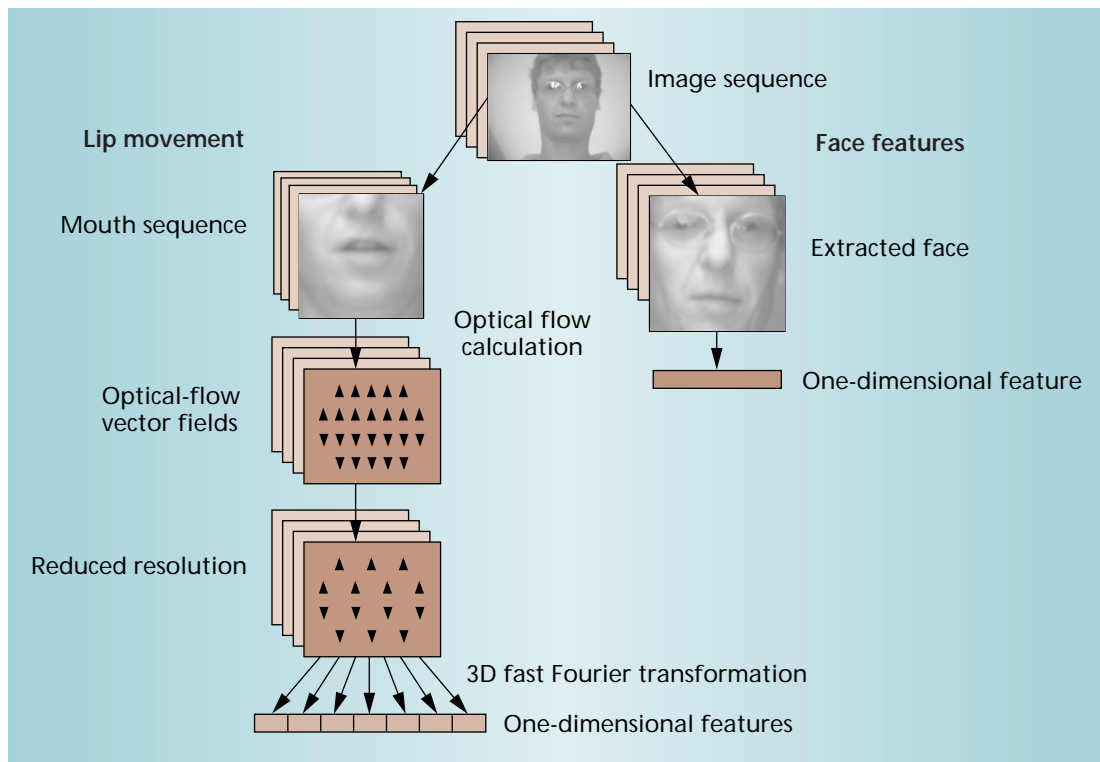 Image sequence
Lip movement
Face features
Mouth sequence
Extracted face
Optical flow
calculation
One-dimensional feature
Optical-flow
vector fields
Reduced resolution
3D fast Fourier transformation
One-dimensional features